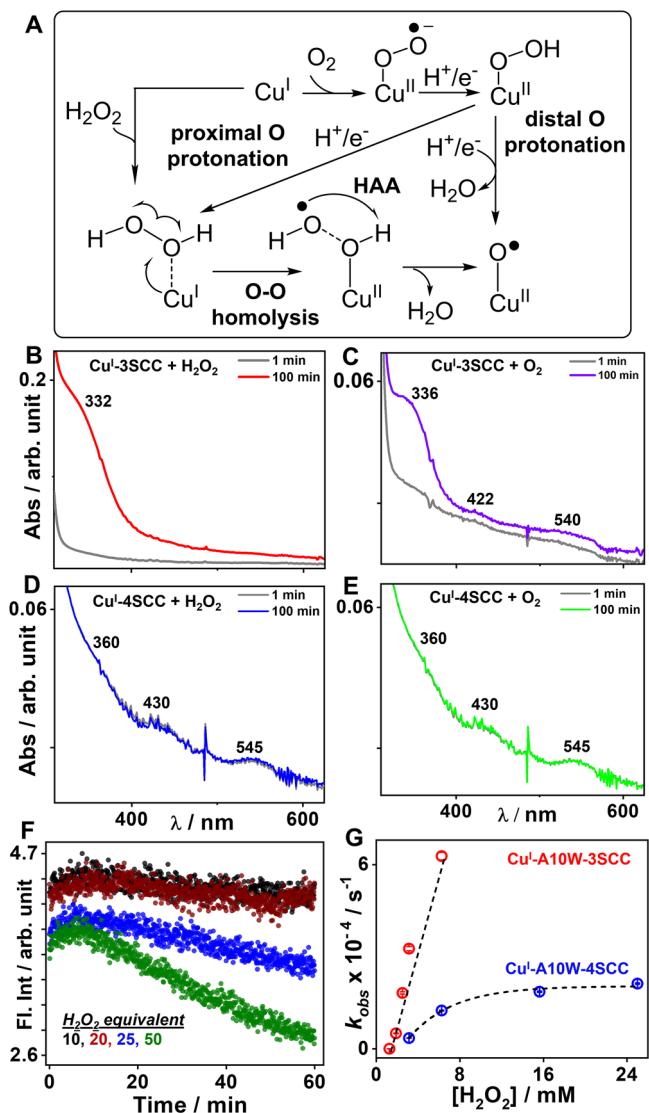 A
O
O
•
−
O
OH
O₂
H⁺/e⁻
Cuᴵ
Cuᴵᴵ
Cuᴵᴵ
H₂O₂
proximal O
protonation
H⁺/e⁻
H⁺/e⁻
distal O
protonation
H₂O
HAA
H
O
O
H
H
O
O
H
O•
Cuᴵ
O-O
homolysis
Cuᴵᴵ
H₂O
Cuᴵᴵ
B
Cuᴵ-3SCC + H₂O₂
1 min
100 min
0.2
332
Abs / arb. unit
C
Cuᴵ-3SCC + O₂
1 min
100 min
0.06
336
422
540
D
Cuᴵ-4SCC + H₂O₂
1 min
100 min
0.06
360
430
545
Abs / arb. unit
400
600
λ / nm
E
Cuᴵ-4SCC + O₂
1 min
100 min
0.06
360
430
545
400
600
λ / nm
F
4.7
2.6
Fl. Int / arb. unit
H₂O₂ equivalent
10, 20, 25, 50
0
20
40
60
Time / min
G
6
0
k_obs x 10⁻⁴ / s⁻¹
Cuᴵ-A10W-3SCC
Cuᴵ-A10W-4SCC
0
8
16
24
[H₂O₂] / mM